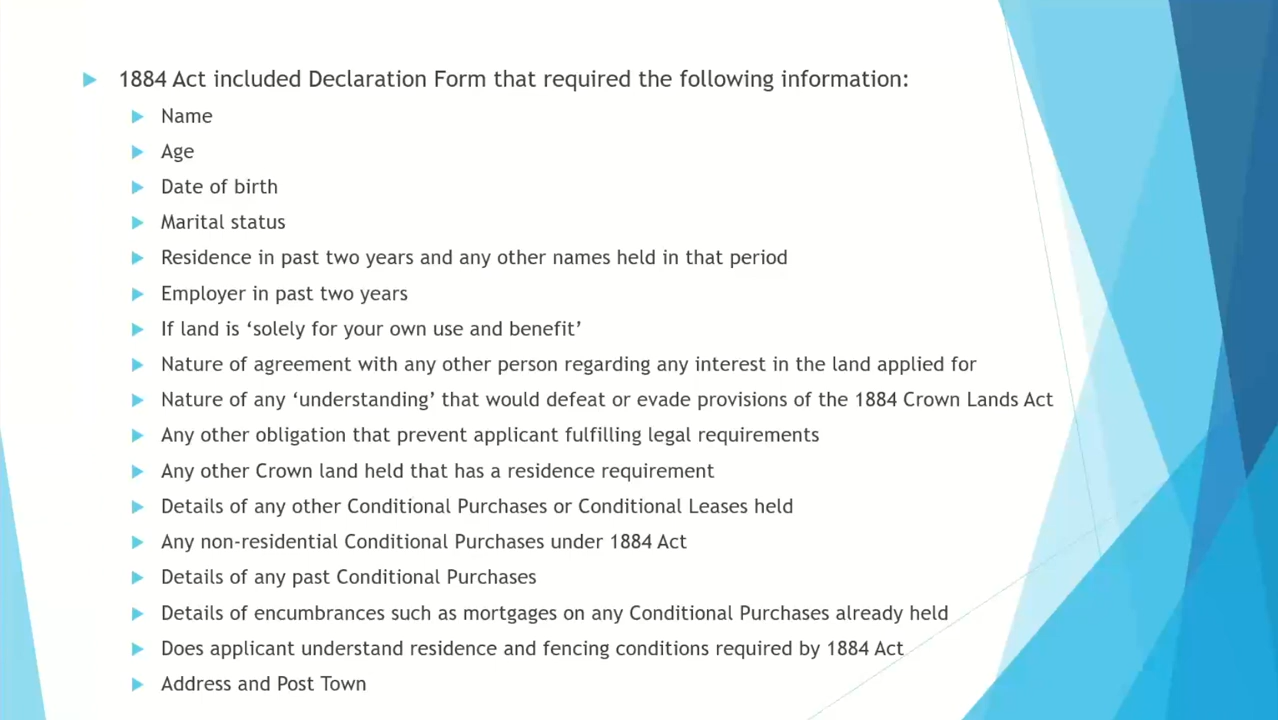 1884 Act included Declaration Form that required the following information:
Name
Age
Date of birth
Marital status
Residence in past two years and any other names held in that period
Employer in past two years
If land is ‘solely for your own use and benefit’
Nature of agreement with any other person regarding any interest in the land applied for
Nature of any ‘understanding’ that would defeat or evade provisions of the 1884 Crown Lands Act
Any other obligation that prevent applicant fulfilling legal requirements
Any other Crown land held that has a residence requirement
Details of any other Conditional Purchases or Conditional Leases held
Any non-residential Conditional Purchases under 1884 Act
Details of any past Conditional Purchases
Details of encumbrances such as mortgages on any Conditional Purchases already held
Does applicant understand residence and fencing conditions required by 1884 Act
Address and Post Town